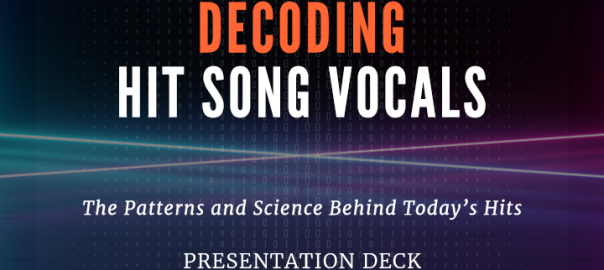 DECODING
HIT SONG VOCALS
The Patterns and Science Behind Today’s Hits
PRESENTATION DECK